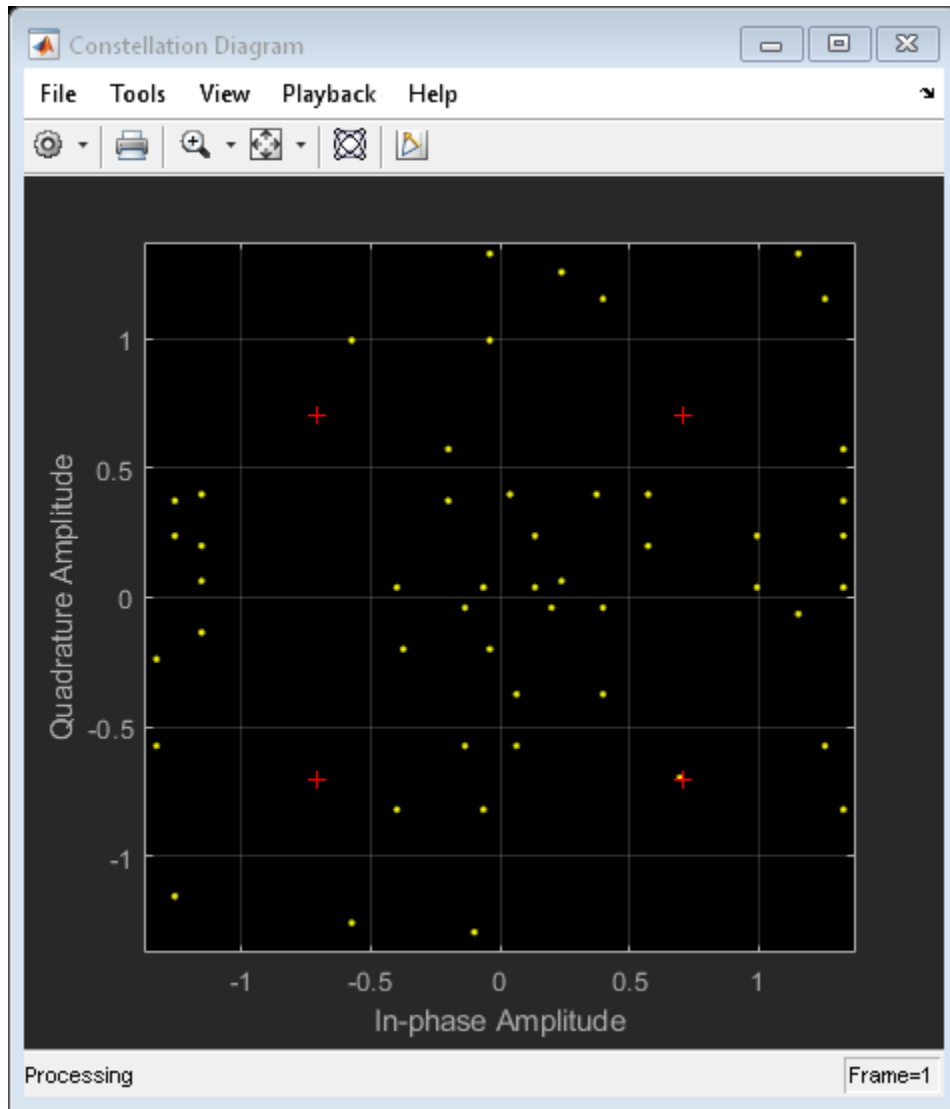 Constellation Diagram
File Tools View Playback Help
1
0.5
0
-0.5
-1
Quadrature Amplitude
-1 -0.5 0 0.5 1
In-phase Amplitude
Processing Frame=1